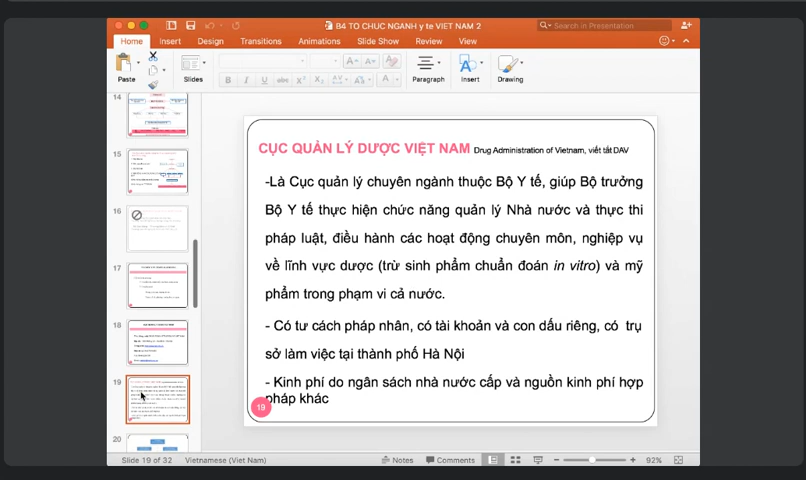 B4 TO CHUC NGANH y te VIET NAM 2
Search in Presentation
Home Insert Design Transitions Animations Slide Show Review View
Paste Slides Paragraph Insert Drawing
14
15
16
17
18
19
20
CỤC QUẢN LÝ DƯỢC VIỆT NAM Drug Administration of Vietnam, viết tắt DAV
-Là Cục quản lý chuyên ngành thuộc Bộ Y tế, giúp Bộ trưởng
Bộ Y tế thực hiện chức năng quản lý Nhà nước và thực thi
pháp luật, điều hành các hoạt động chuyên môn, nghiệp vụ
về lĩnh vực dược (trừ sinh phẩm chuẩn đoán in vitro) và mỹ
phẩm trong phạm vi cả nước.
- Có tư cách pháp nhân, có tài khoản và con dấu riêng, có trụ
sở làm việc tại thành phố Hà Nội
- Kinh phí do ngân sách nhà nước cấp và nguồn kinh phí hợp
pháp khác
19
Slide 19 of 32 Vietnamese (Viet Nam) Notes Comments 92%